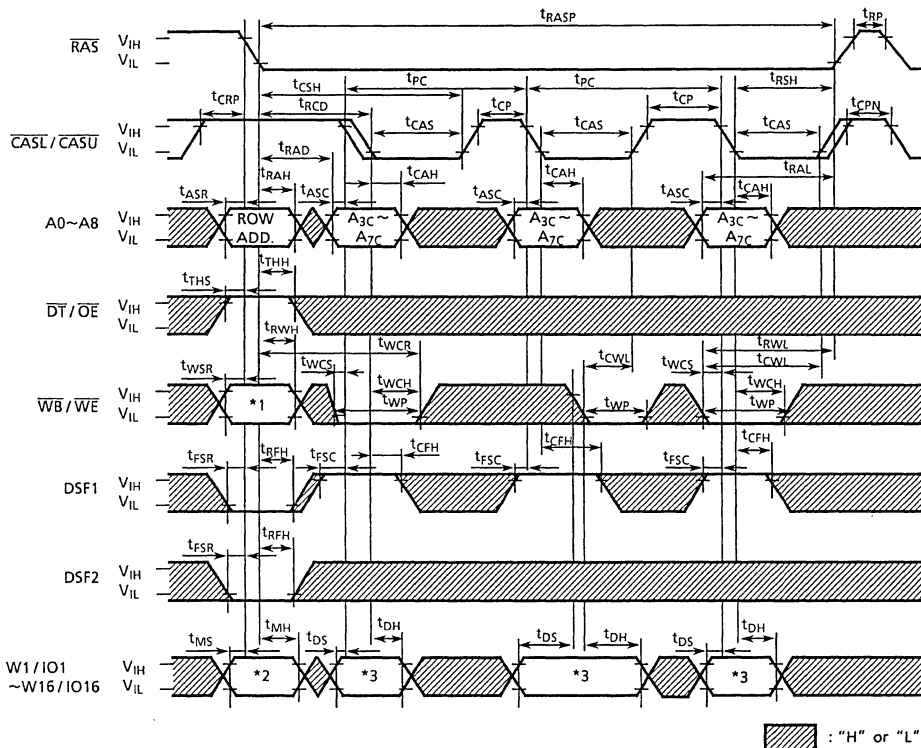 tRASP
tRP
RAS
VIH
VIL
tCSH
tPC
tPC
tRSH
tCRP
tRCD
tCP
tCP
tCPN
CASL / CASU
VIH
VIL
tCAS
tCAS
tCAS
tRAD
tRAH
tCAH
tCAH
tRAL
tCAH
tASR
tASC
tASC
tASC
A0~A8
VIH
VIL
ROW ADD.
A3C~ A7C
A3C~ A7C
A3C~ A7C
tTHS
tTHH
DT / OE
VIH
VIL
tRWH
tWCR
tRWL
tWSR
tWCS
tCWL
tWCS
tCWL
tWCH
tWCH
WB / WE
VIH
VIL
*1
tWP
tWP
tWP
tFSR
tRFH
tFSC
tCFH
tFSC
tCFH
tFSC
tCFH
DSF1
VIH
VIL
tFSR
tRFH
DSF2
VIH
VIL
tMS
tMH
tDS
tDH
tDS
tDH
tDS
tDH
W1 / IO1
~W16 / IO16
VIH
VIL
*2
*3
*3
*3
: "H" or "L"